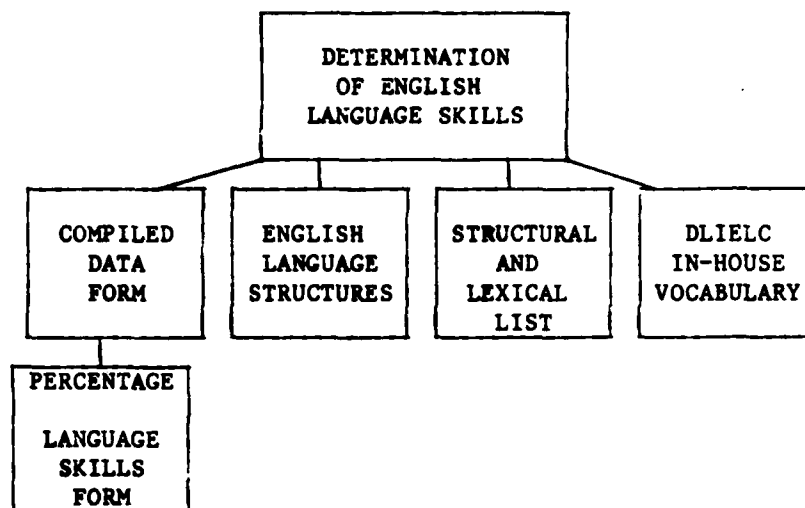 DETERMINATION
OF ENGLISH
LANGUAGE SKILLS
COMPILED
DATA
FORM
ENGLISH
LANGUAGE
STRUCTURES
STRUCTURAL
AND
LEXICAL
LIST
DLIELC
IN-HOUSE
VOCABULARY
PERCENTAGE
LANGUAGE
SKILLS
FORM